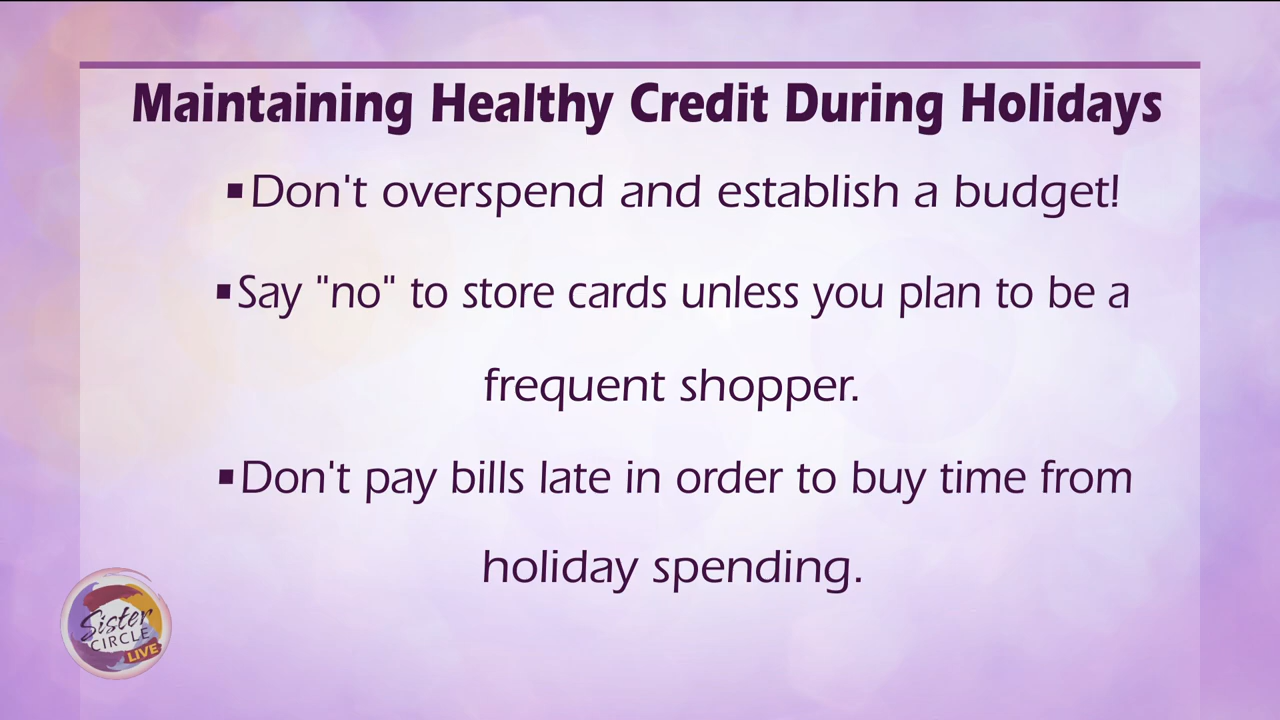 Maintaining Healthy Credit During Holidays
▪Don't overspend and establish a budget!
▪Say "no" to store cards unless you plan to be a
frequent shopper.
▪Don't pay bills late in order to buy time from
holiday spending.
Sister
CIRCLE
LIVE